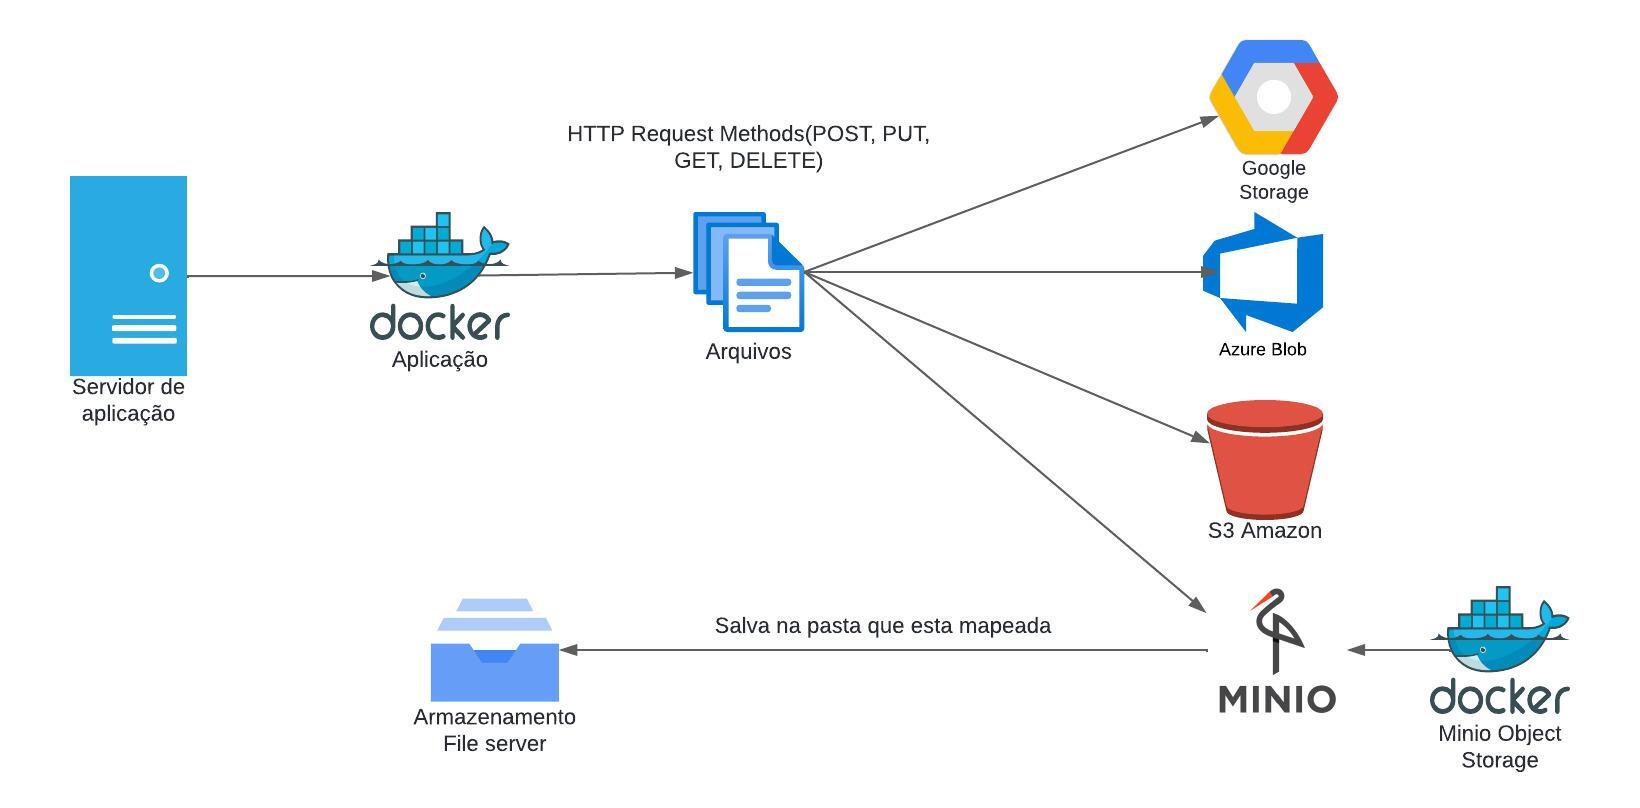 HTTP Request Methods(POST, PUT,
GET, DELETE)
Google
Storage
docker
Aplicação
Arquivos
Azure Blob
Servidor de
aplicação
S3 Amazon
Salva na pasta que esta mapeada
MINIO
docker
Minio Object
Storage
Armazenamento
File server